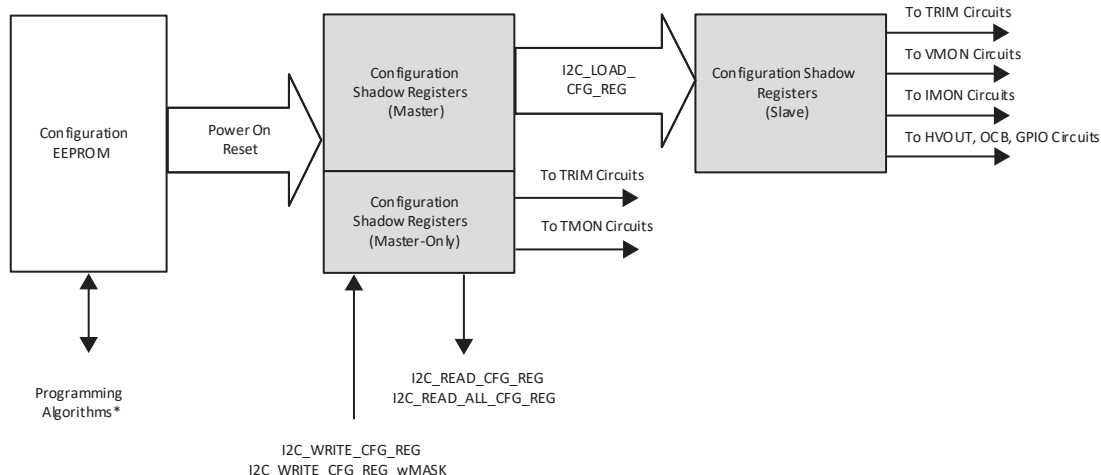 Configuration
EEPROM
Power On
Reset
Configuration
Shadow Registers
(Master)
Configuration
Shadow Registers
(Master-Only)
I2C_LOAD_
CFG_REG
Configuration Shadow
Registers
(Slave)
To TRIM Circuits
To VMON Circuits
To IMON Circuits
To HVOUT, OCB, GPIO Circuits
To TRIM Circuits
To TMON Circuits
Programming
Algorithms*
I2C_READ_CFG_REG
I2C_READ_ALL_CFG_REG
I2C_WRITE_CFG_REG
I2C_WRITE_CFG_REG_wMASK